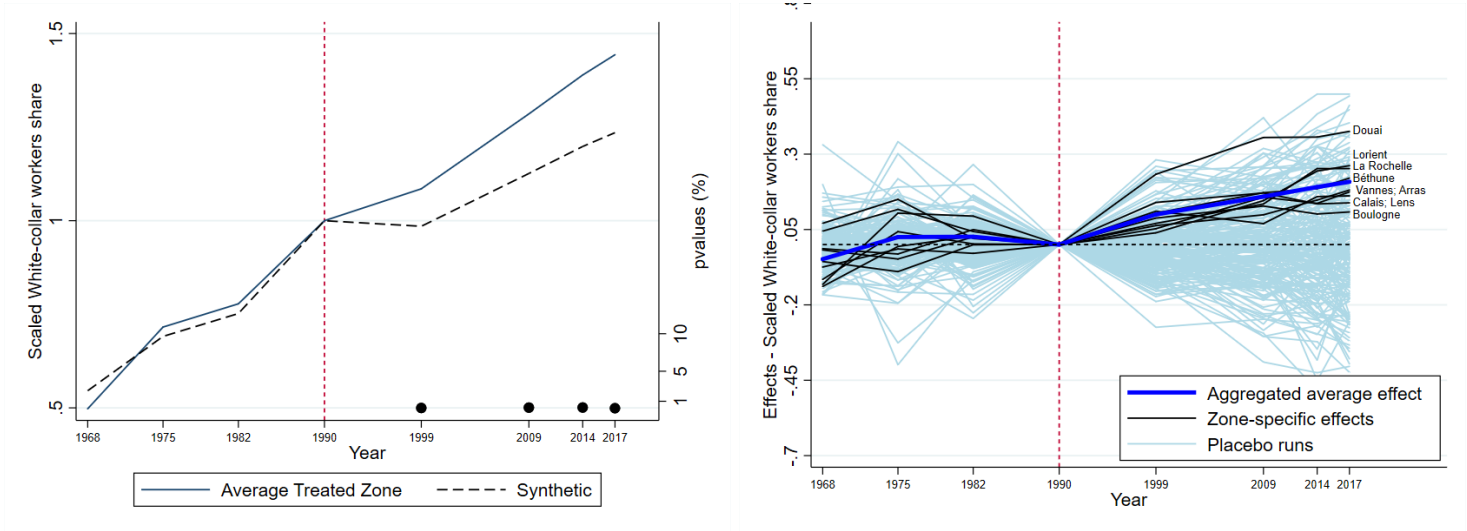 Scaled White-collar workers share
1.5
1
.5
pvalues (%)
10
5
1
1968 1975 1982 1990 1999 2009 2014 2017
Year
Average Treated Zone Synthetic
Effects - Scaled White-collar workers share
.55
.3
.05
-.2
-.45
-.7
Douai
Lorient
La Rochelle
Béthune
Vannes; Arras
Calais; Lens
Boulogne
Aggregated average effect
Zone-specific effects
Placebo runs
1968 1975 1982 1990 1999 2009 2014 2017
Year